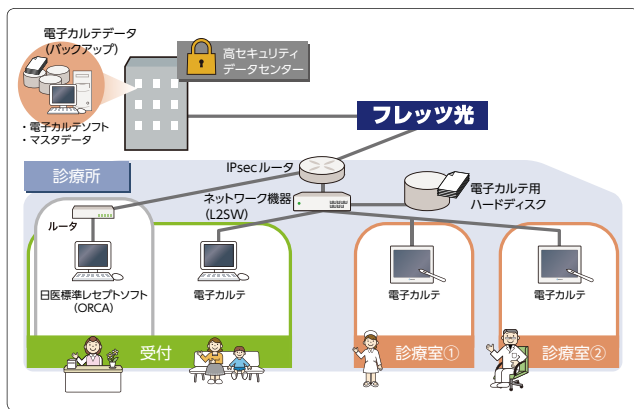 電子カルテデータ
(バックアップ)
高セキュリティ
データセンター
・電子カルテソフト
・マスタデータ
フレッツ光
診療所
IPsecルータ
ネットワーク機器
(L2SW)
電子カルテ用
ハードディスク
ルータ
日医標準レセプトソフト
(ORCA)
電子カルテ
電子カルテ
電子カルテ
受付
診療室①
診療室②